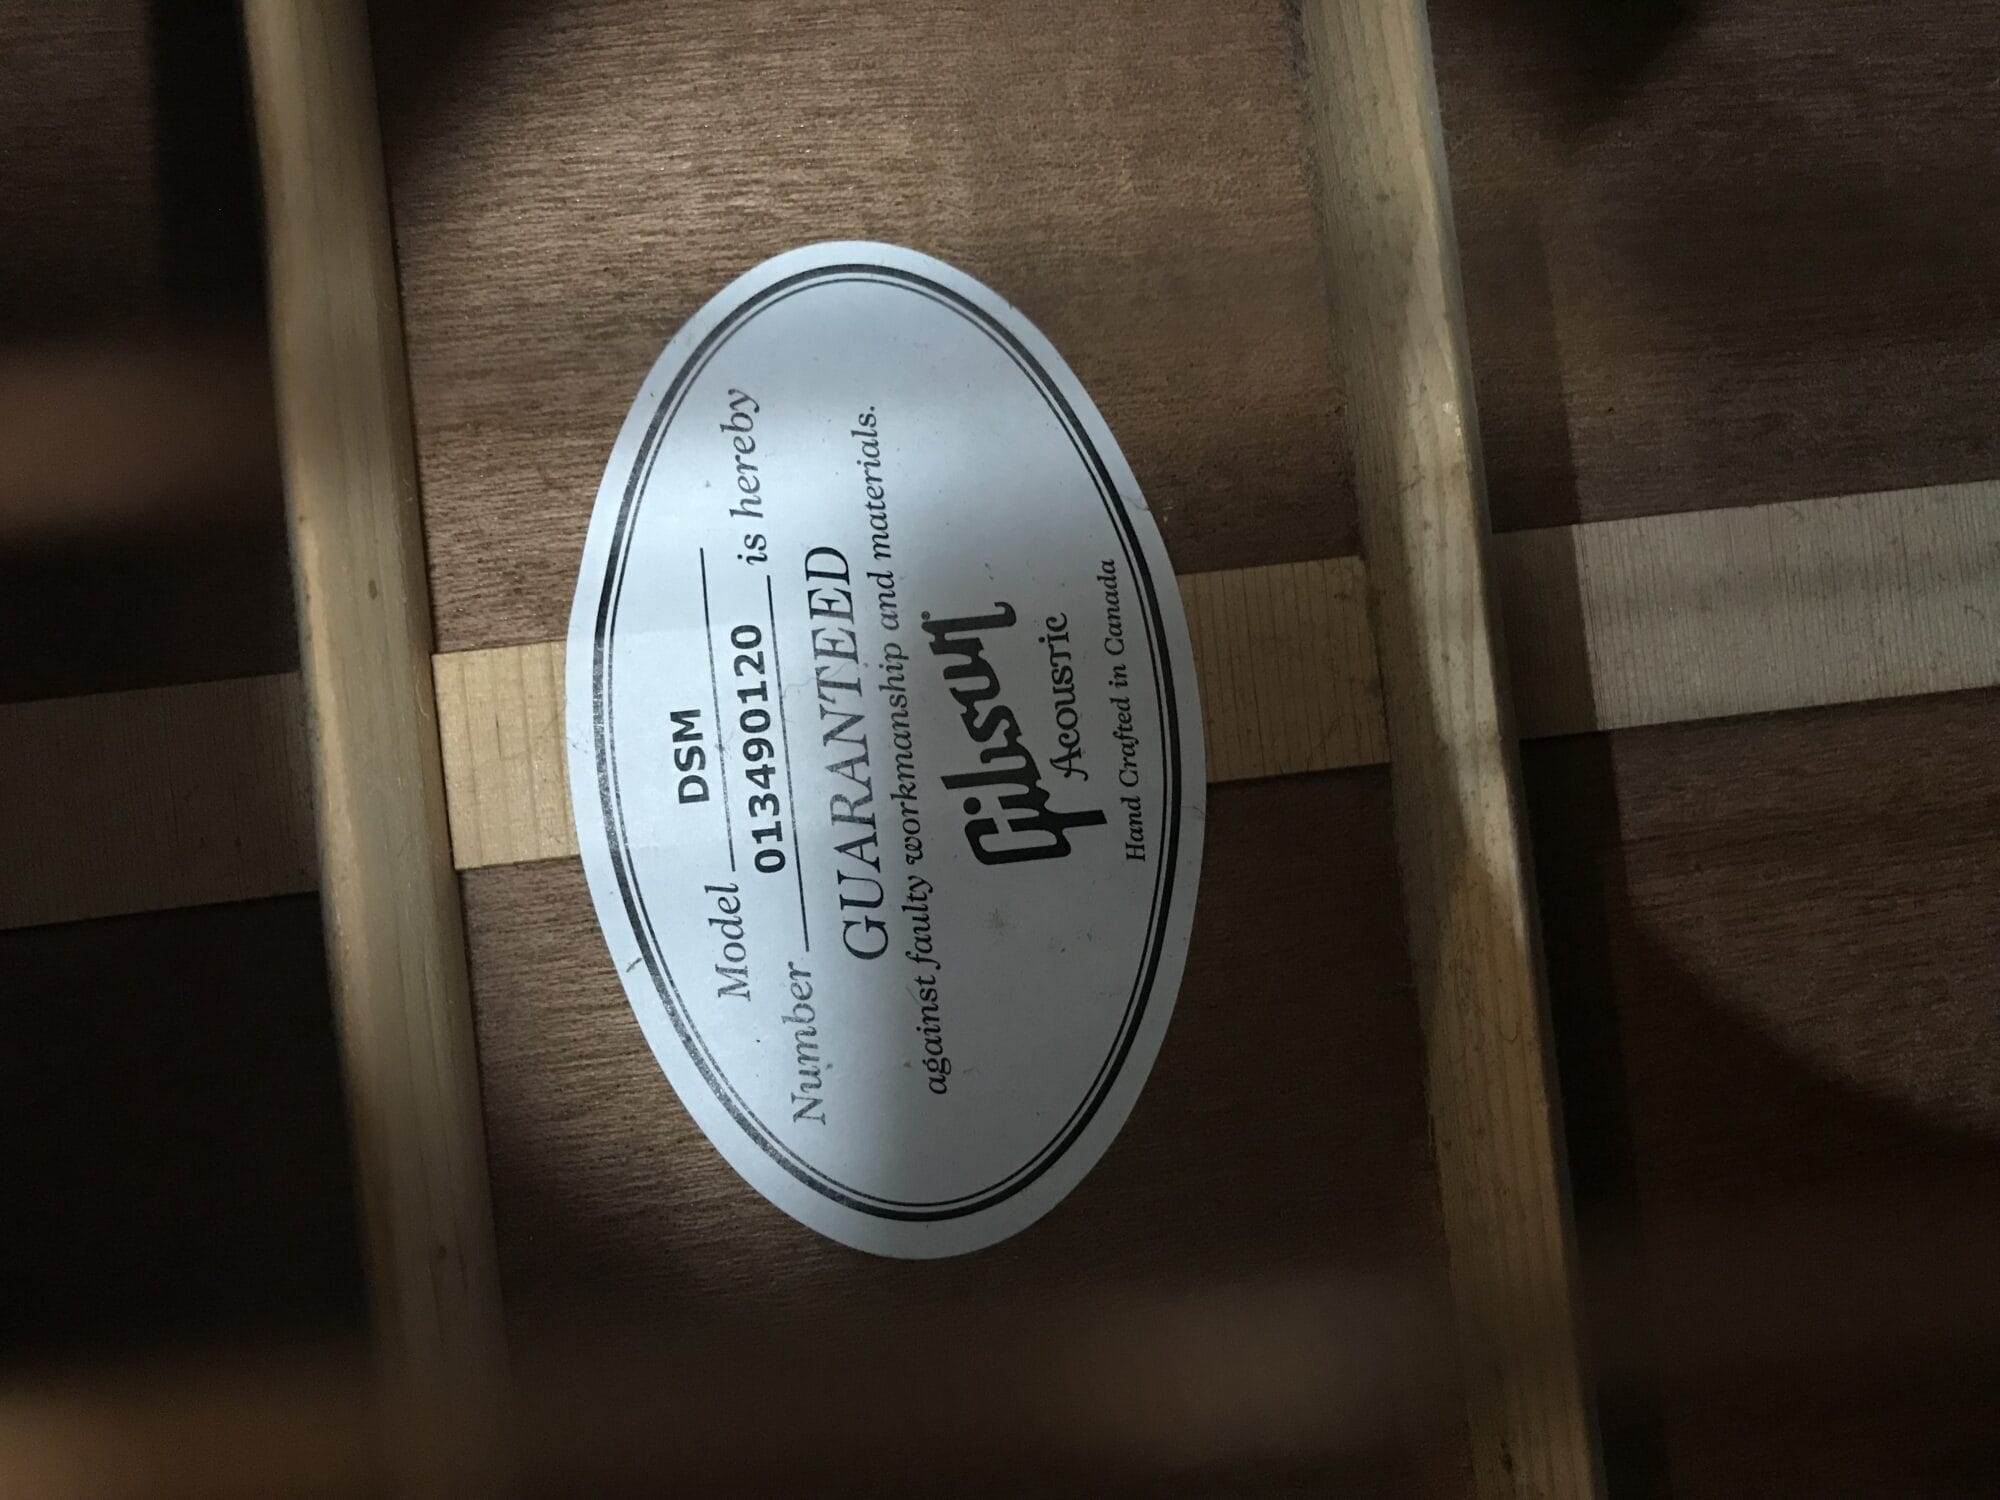 Model DSM
Number 013490120 is hereby
GUARANTEED
against faulty workmanship and materials.
Gibson
Acoustic
Hand Crafted in Canada